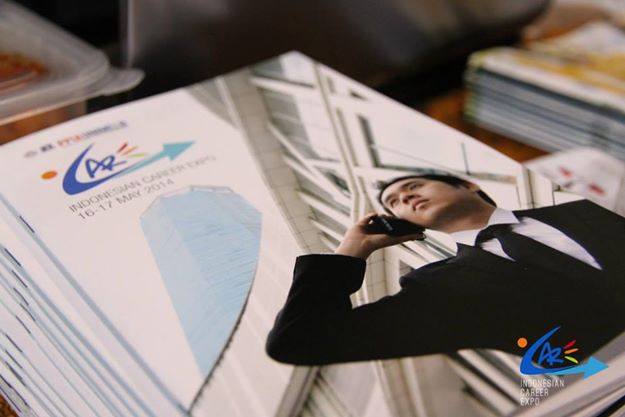 INDONESIAN CAREER EXPO
16-17 MAY 2014
INDONESIAN
CAREER
EXPO